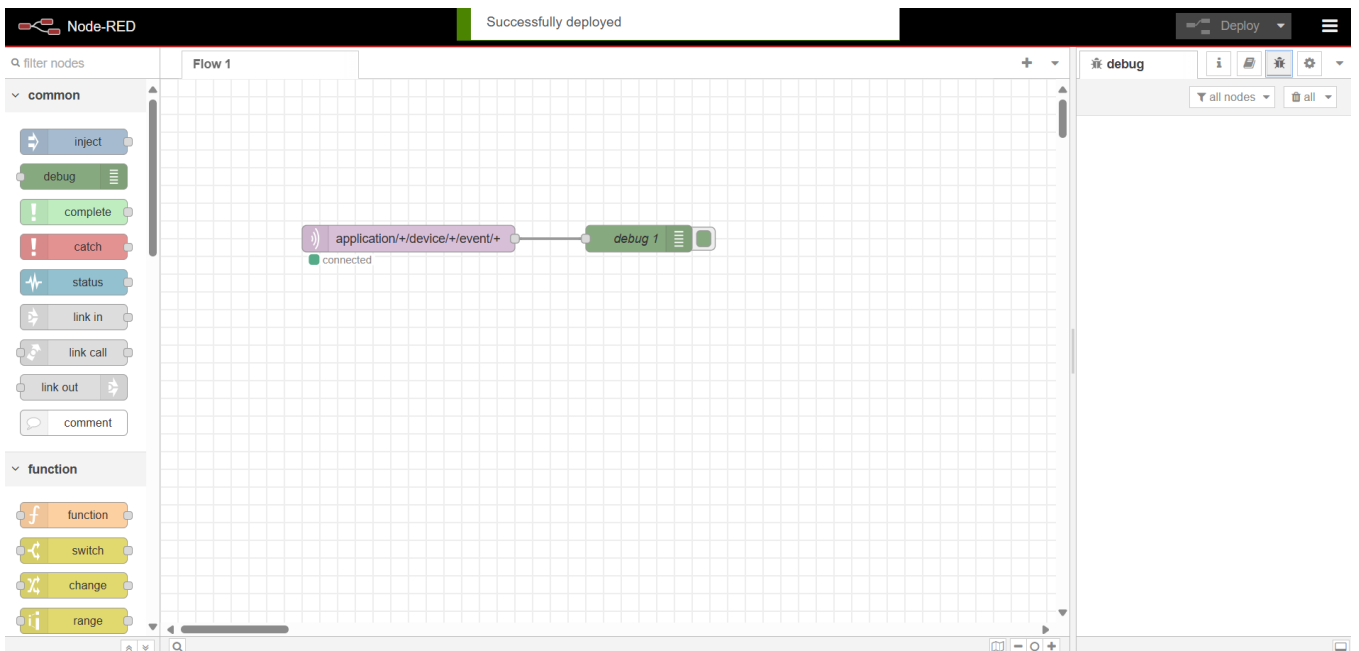 Node-RED
Successfully deployed
Deploy
filter nodes
Flow 1
debug
i
all nodes
all
common
inject
debug
complete
catch
status
link in
link call
link out
comment
function
function
switch
change
range
application/+/device/+/event/+
connected
debug 1